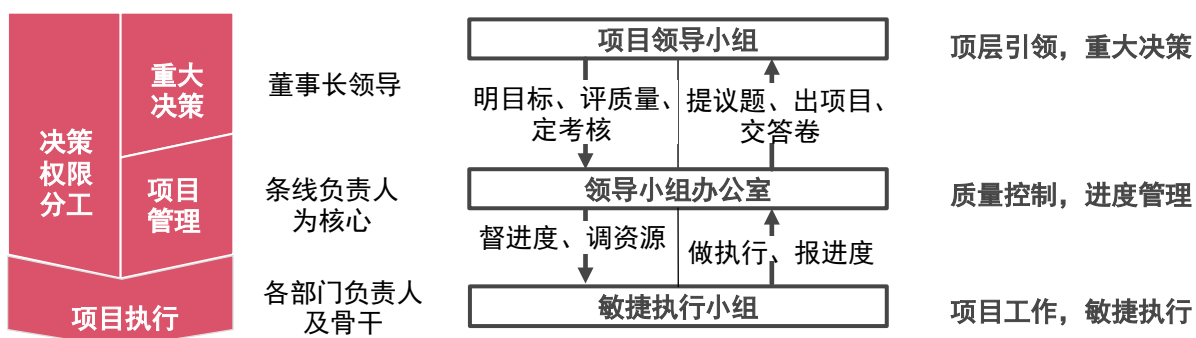 决策
权限
分工
重大
决策
项目
管理
项目执行
董事长领导
条线负责人
为核心
各部门负责人
及骨干
项目领导小组
明目标、评质量、
定考核
提议题、出项目、
交答卷
领导小组办公室
督进度、调资源
做执行、报进度
敏捷执行小组
顶层引领，重大决策
质量控制，进度管理
项目工作，敏捷执行